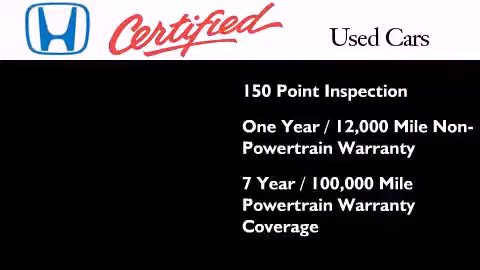 Certified Used Cars
150 Point Inspection
One Year / 12,000 Mile Non-
Powertrain Warranty
7 Year / 100,000 Mile
Powertrain Warranty
Coverage